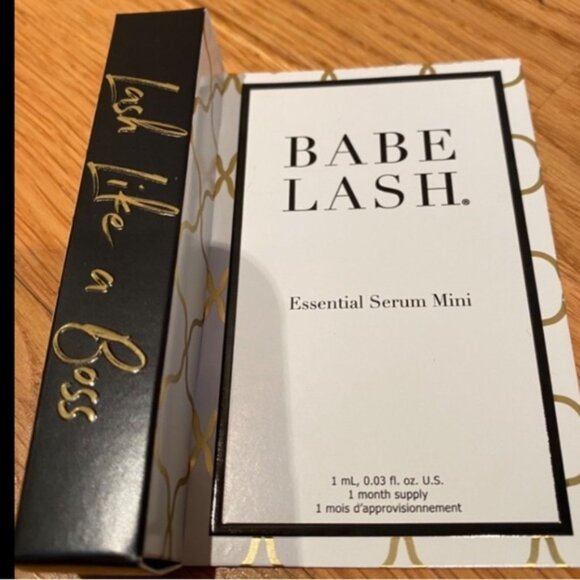 Lash Life a Boss
BABE
LASH®
Essential Serum Mini
1 mL, 0.03 fl. oz. U.S.
1 month supply
1 mois d'approvisionnement